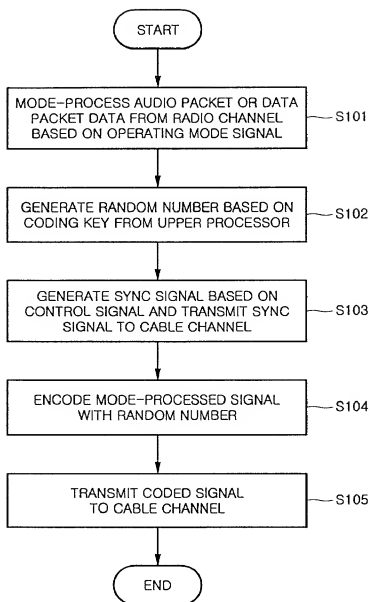 START
MODE-PROCESS AUDIO PACKET OR DATA
PACKET DATA FROM RADIO CHANNEL
BASED ON OPERATING MODE SIGNAL
S101
GENERATE RANDOM NUMBER BASED ON
CODING KEY FROM UPPER PROCESSOR
S102
GENERATE SYNC SIGNAL BASED ON
CONTROL SIGNAL AND TRANSMIT SYNC
SIGNAL TO CABLE CHANNEL
S103
ENCODE MODE-PROCESSED SIGNAL
WITH RANDOM NUMBER
S104
TRANSMIT CODED SIGNAL
TO CABLE CHANNEL
S105
END